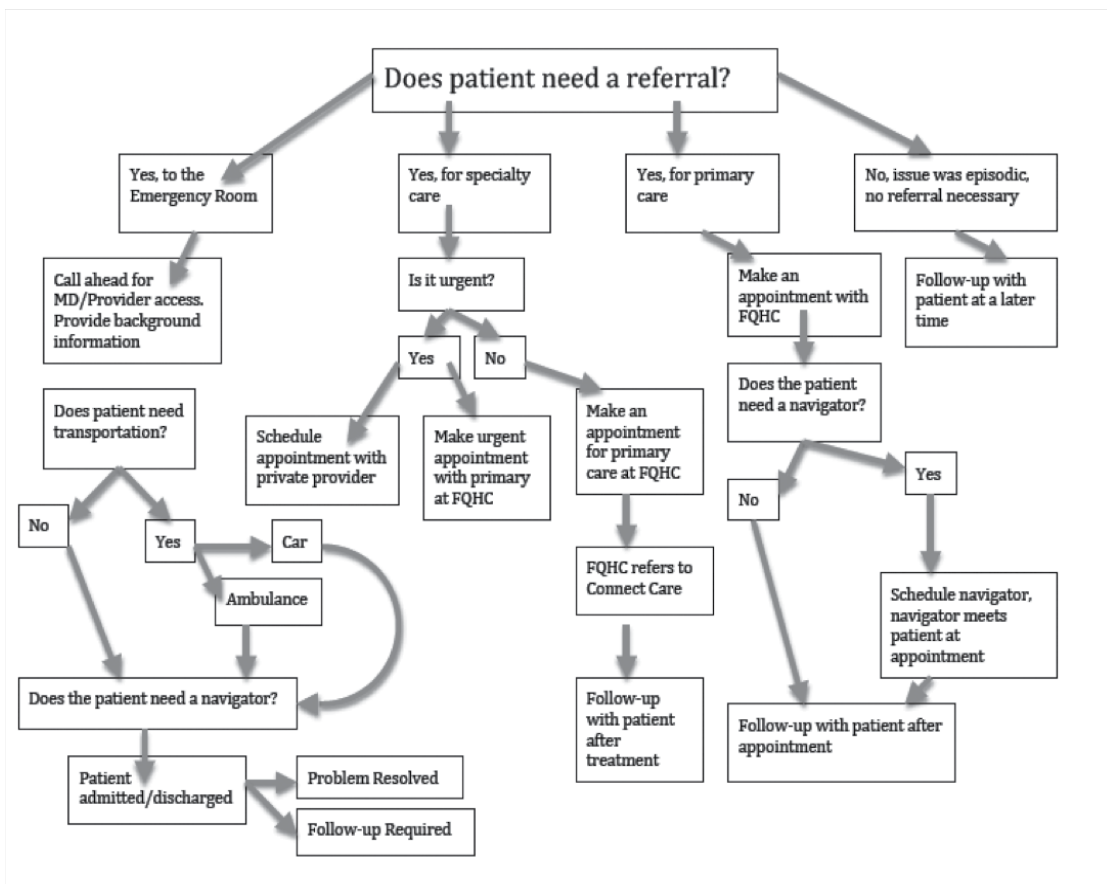 Does patient need a referral?
Yes, to the
Emergency Room
Yes, for specialty
care
Yes, for primary
care
No, issue was episodic,
no referral necessary
Call ahead for
MD/Provider access.
Provide background
information
Is it urgent?
Make an
appointment with
FQHC
Follow-up with
patient at a later
time
Yes
No
Does patient need
transportation?
Schedule
appointment with
private provider
Make urgent
appointment
with primary
at FQHC
Make an
appointment
for primary
care at FQHC
Does the patient
need a navigator?
No
Yes
No
Yes
Car
Ambulance
FQHC refers to
Connect Care
Schedule navigator,
navigator meets
patient at
appointment
Does the patient need a navigator?
Follow-up
with patient
after
treatment
Follow-up with patient after
appointment
Patient
admitted/discharged
Problem Resolved
Follow-up Required